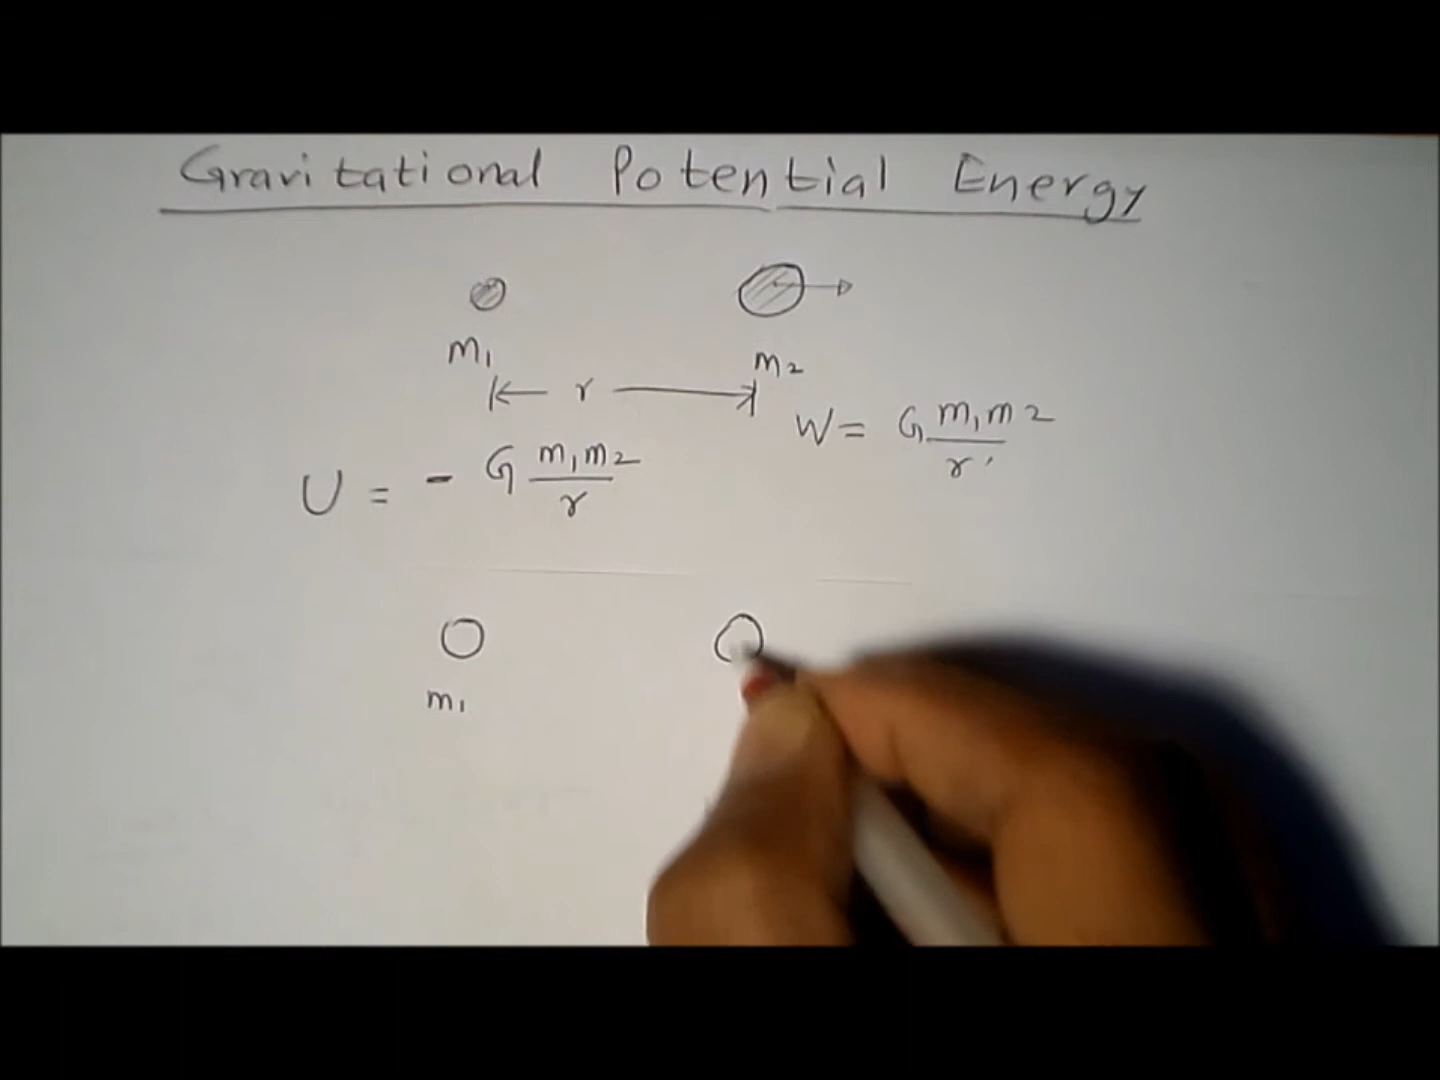 Gravitational Potential Energy
m₁
m₂
r
W = G m₁m₂ / r
U = - G m₁m₂ / r
m₁